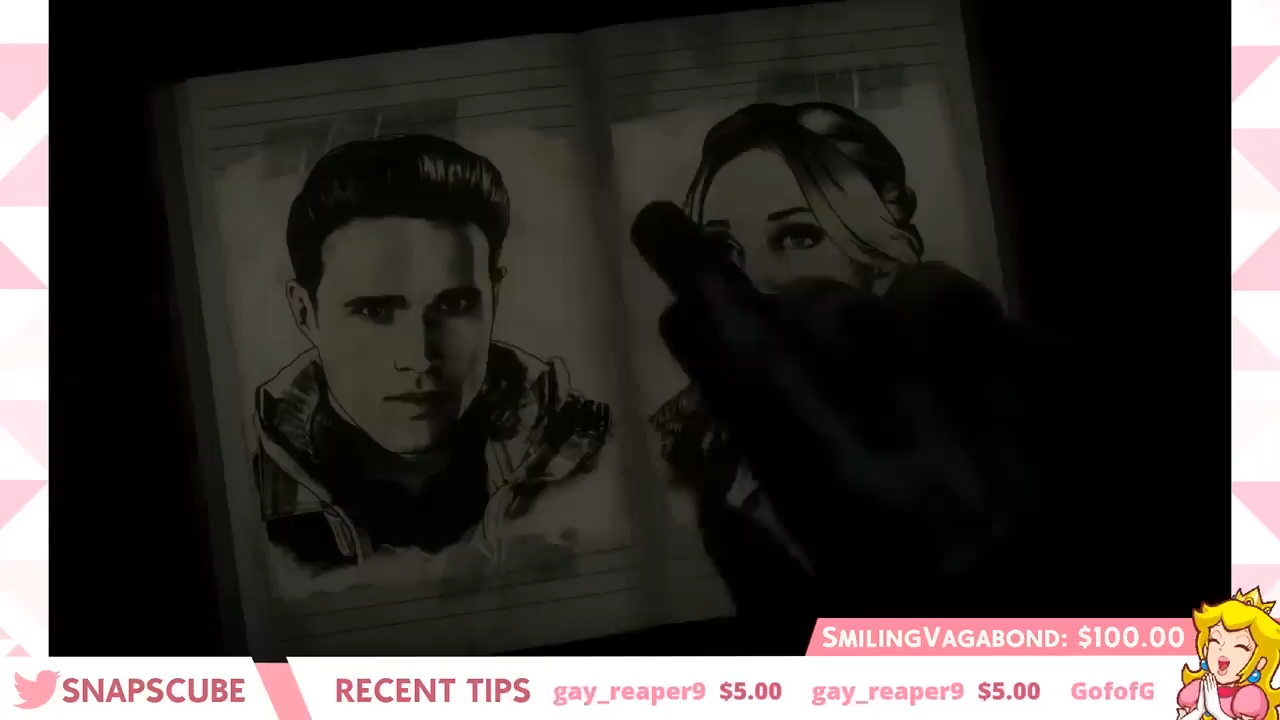 SMILINGVAGABOND: $100.00
SNAPSCUBE RECENT TIPS gay_reaper9 $5.00 gay_reaper9 $5.00 GofofG